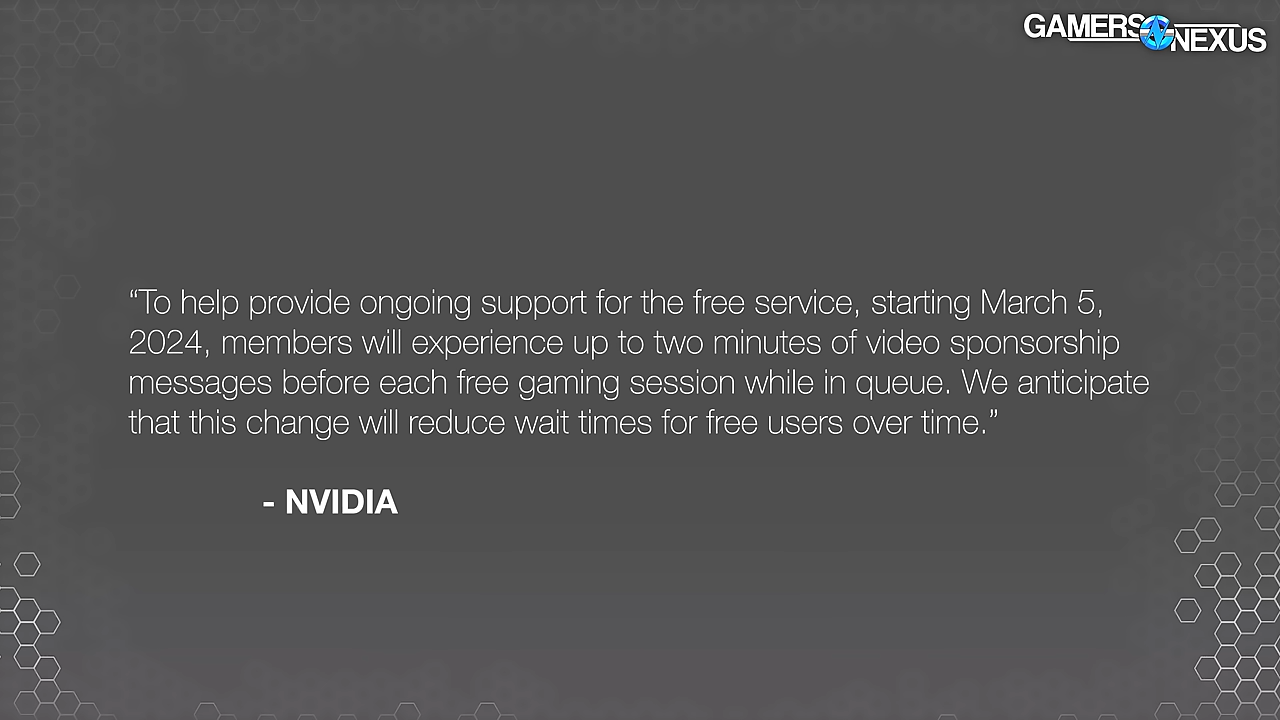 GAMERS NEXUS
“To help provide ongoing support for the free service, starting March 5,
2024, members will experience up to two minutes of video sponsorship
messages before each free gaming session while in queue. We anticipate
that this change will reduce wait times for free users over time.”
- NVIDIA